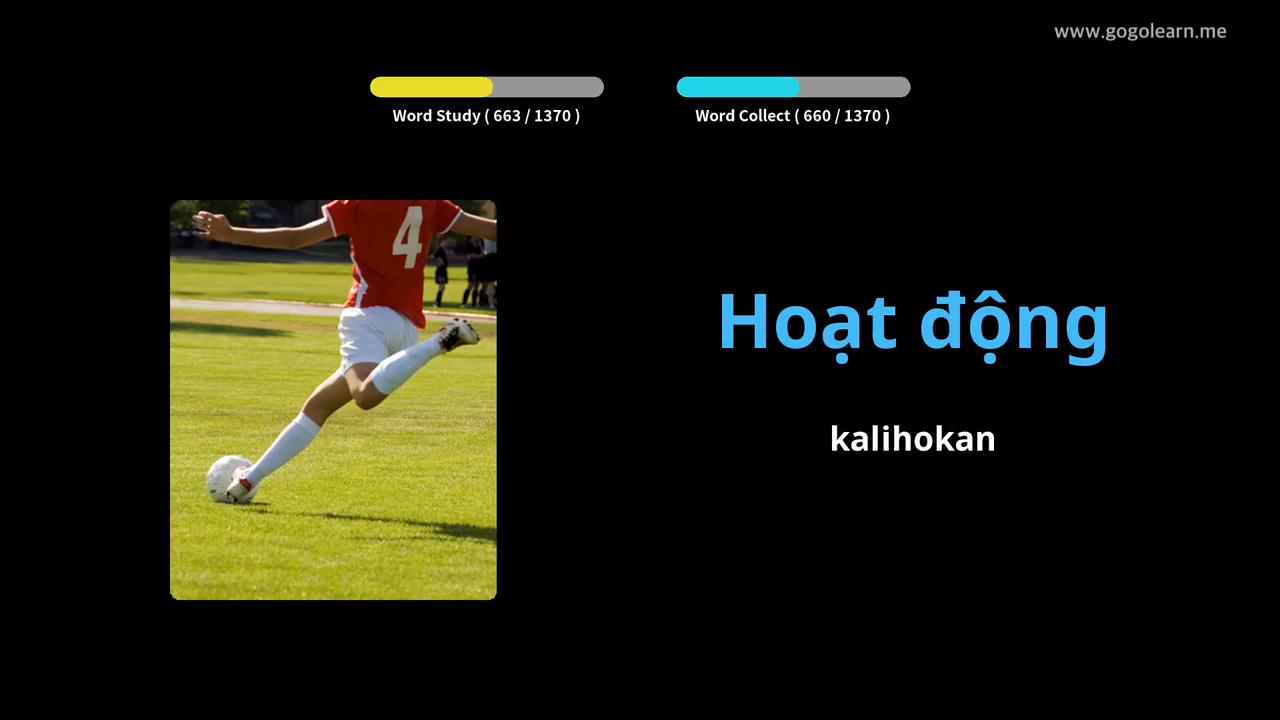 www.gogolearn.me
Word Study ( 663 / 1370 )
Word Collect ( 660 / 1370 )
4
Hoạt động
kalihokan